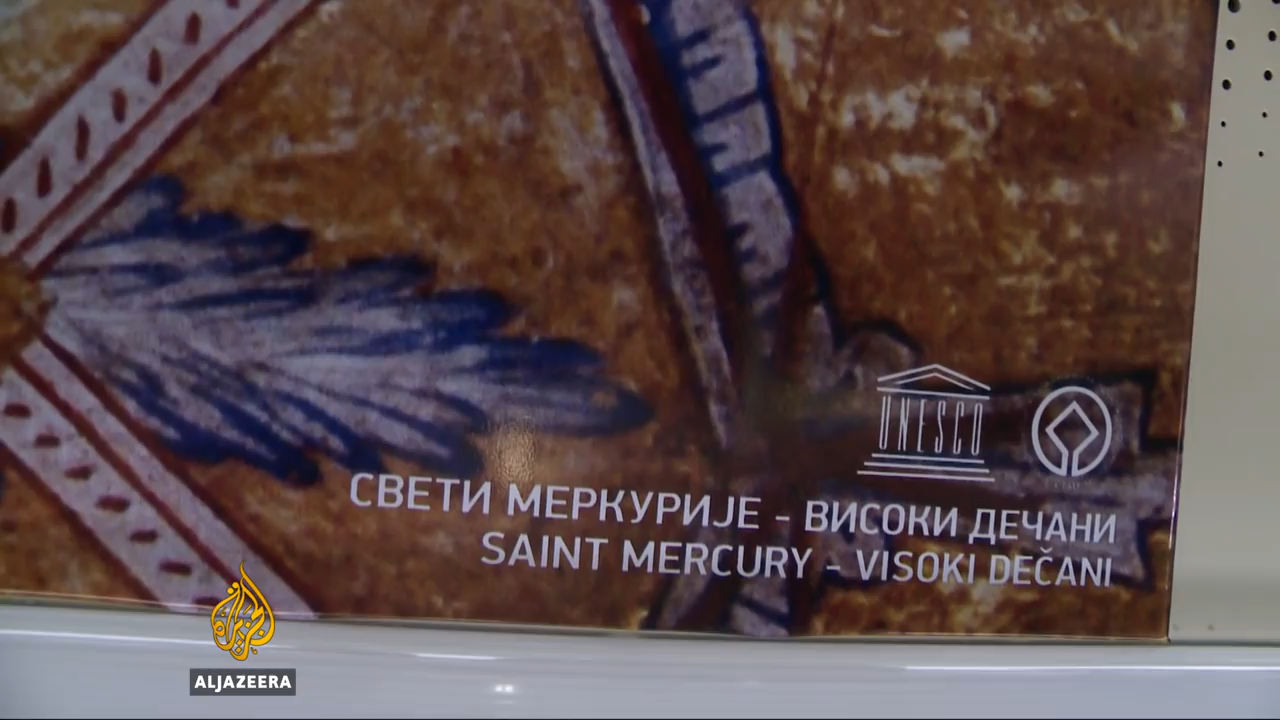 UNESCO
СВЕТИ МЕРКУРИЈЕ - ВИСОКИ ДЕЧАНИ
SAINT MERCURY - VISOKI DEČANI
ALJAZEERA